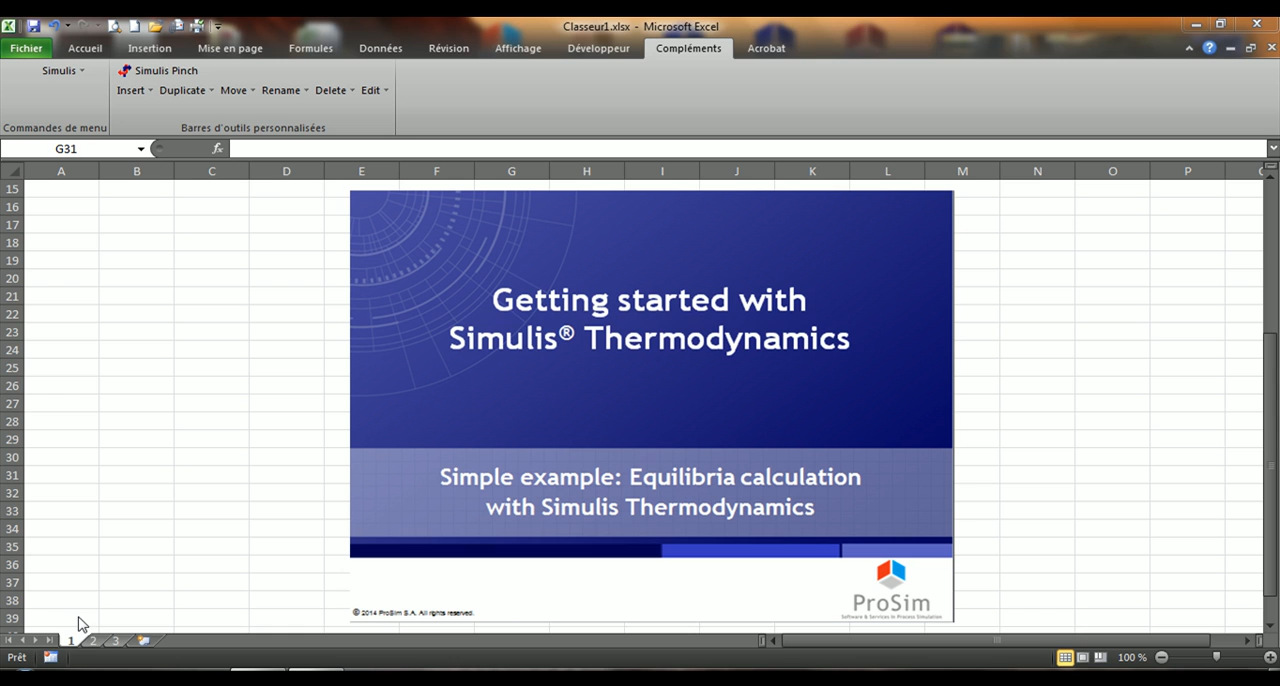 Classeur1.xlsx - Microsoft Excel
Fichier Accueil Insertion Mise en page Formules Données Révision Affichage Développeur Compléments Acrobat
Simulis Simulis Pinch
Insert Duplicate Move Rename Delete Edit
Commandes de menu Barres d'outils personnalisées
G31 fx
A B C D E F G H I J K L M N O P
15
16
17
18
19
20
21
22
23
24
25
26
27
28
29
30
31
32
33
34
35
36
37
38
39
Getting started with
Simulis® Thermodynamics
Simple example: Equilibria calculation
with Simulis Thermodynamics
ProSim
Software & Services In Process Simulation
© 2014 ProSim S.A. All rights reserved.
1 2 3
Prêt 100 %